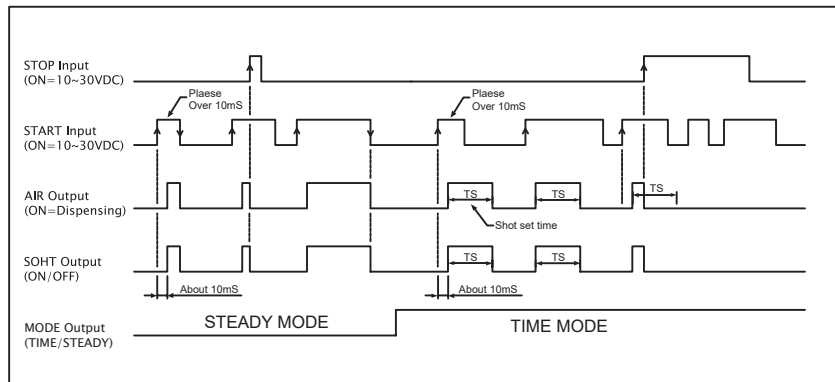 STOP Input
(ON=10~30VDC)
Plaese
Over 10mS
Plaese
Over 10mS
START Input
(ON=10~30VDC)
AIR Output
(ON=Dispensing)
TS
TS
TS
Shot set time
SOHT Output
(ON/OFF)
TS
TS
About 10mS
About 10mS
MODE Output
(TIME/STEADY)
STEADY MODE
TIME MODE